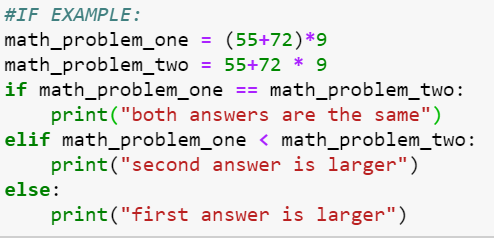 #IF EXAMPLE:
math_problem_one = (55+72)*9
math_problem_two = 55+72 * 9
if math_problem_one == math_problem_two:
    print("both answers are the same")
elif math_problem_one < math_problem_two:
    print("second answer is larger")
else:
    print("first answer is larger")